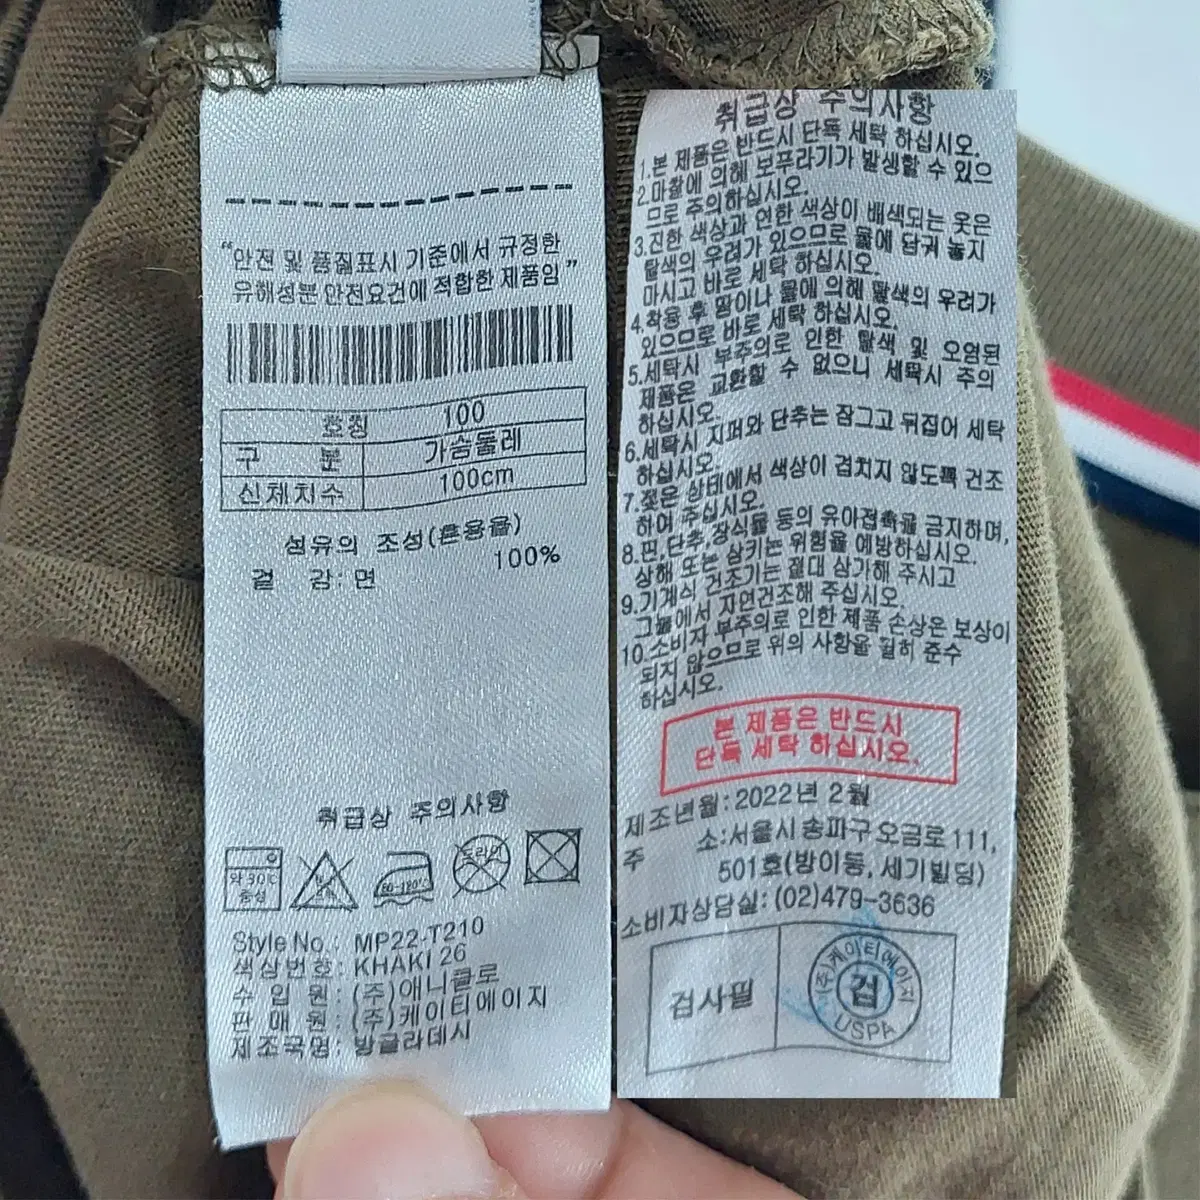 “안전 및 품질표시 기준에서 규정한
유해성분 안전요건에 적합한 제품임”
호칭 100
구 분 가슴둘레
신체치수 100cm
섬유의 조성(혼용율)
겉 감: 면 100%
취급상 주의사항
약 30℃
중성
80-120℃
드라이
Style No.: MP22-T210
색상번호: KHAKI 26
수 입 원: (주)애니클로
판 매 원: (주)케이티에이지
제조국명: 방글라데시
취급상 주의사항
1.본 제품은 반드시 단독 세탁 하십시오.
2.마찰에 의해 보푸라기가 발생할 수 있으
므로 주의하십시오.
3.진한 색상과 연한 색상이 배색되는 옷은
탈색의 우려가 있으므로 물에 담궈 놓지
마시고 바로 세탁 하십시오.
4.착용 후 땀이나 물에 의해 탈색의 우려가
있으므로 바로 세탁 하십시오.
5.세탁시 부주의로 인한 탈색 및 오염된
제품은 교환할 수 없으니 세탁시 주의
하십시오.
6.세탁시 지퍼와 단추는 잠그고 뒤집어 세탁
하십시오.
7.젖은 상태에서 색상이 겹치지 않도록 건조
하여 주십시오.
8.핀,단추,장식물 등의 유아접촉을 금지하며,
상해 또는 삼키는 위험을 예방하십시오.
9.기계식 건조기는 절대 삼가해 주시고
그늘에서 자연건조해 주십시오.
10.소비자 부주의로 인한 제품 손상은 보상이
되지 않으므로 위의 사항을 필히 준수
하십시오.
본 제품은 반드시
단독 세탁 하십시오.
제조년월: 2022년 2월
주 소:서울시 송파구 오금로 111,
501호(방이동, 세기빌딩)
소비자상담실: (02)479-3636
검사필
(주)케이티에이지
검
USPA